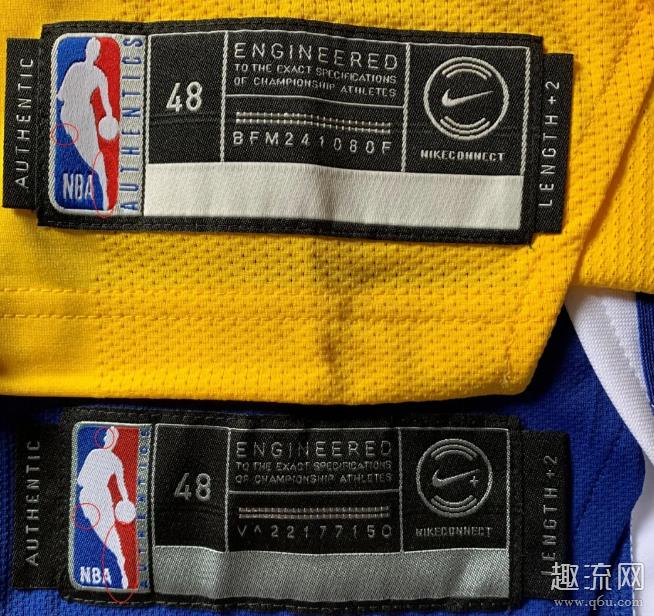 AUTHENTIC
NBA
AUTHENTICS
48
ENGINEERED
TO THE EXACT SPECIFICATIONS
OF CHAMPIONSHIP ATHLETES
BFM241080F
NIKECONNECT
LENGTH +2
AUTHENTIC
NBA
AUTHENTICS
48
ENGINEERED
TO THE EXACT SPECIFICATIONS
OF CHAMPIONSHIP ATHLETES
V^22177150
NIKECONNECT
LENGTH +2
趣流网
www.q6u.com